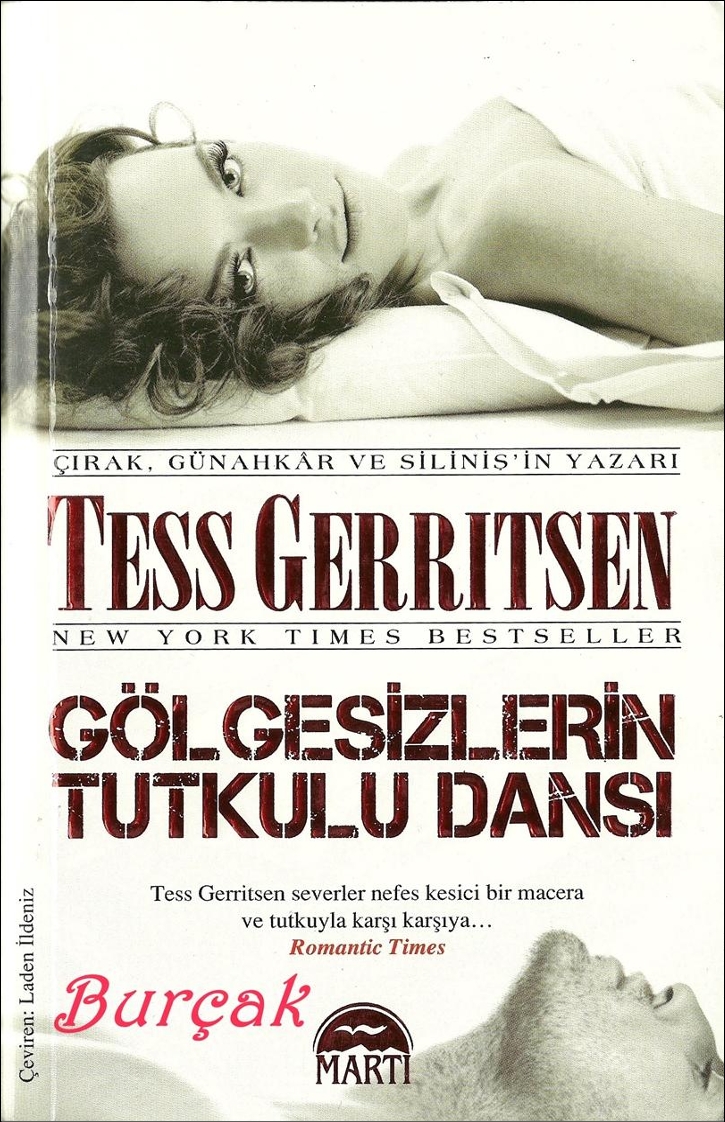 ÇIRAK, GÜNAHKÂR VE SİLİNİŞ'İN YAZARI
TESS GERRITSEN
NEW YORK TIMES BESTSELLER
GÖLGESİZLERİN
TUTKULU DANSI
Tess Gerritsen severler nefes kesici bir macera
ve tutkuyla karşı karşıya…
Romantic Times
Çeviren: Laden İldeniz
Burçak
MARTI